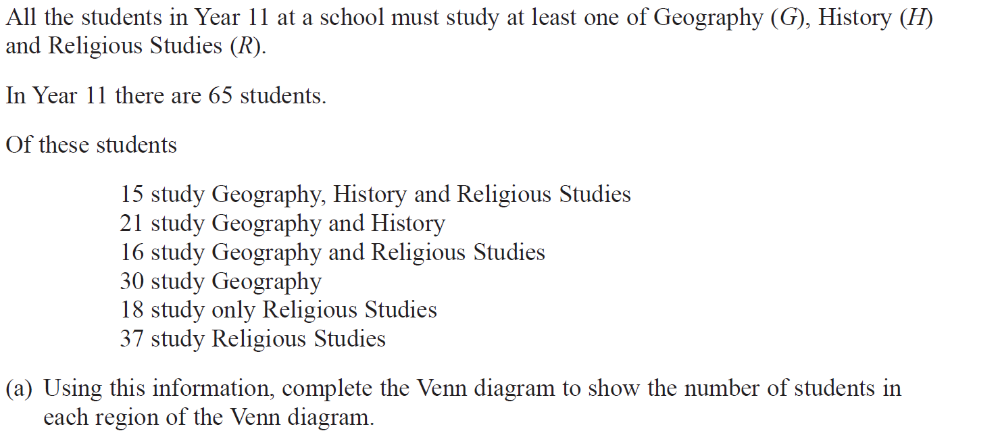 All the students in Year 11 at a school must study at least one of Geography (G), History (H)
and Religious Studies (R).
In Year 11 there are 65 students.
Of these students
15 study Geography, History and Religious Studies
21 study Geography and History
16 study Geography and Religious Studies
30 study Geography
18 study only Religious Studies
37 study Religious Studies
(a) Using this information, complete the Venn diagram to show the number of students in
each region of the Venn diagram.